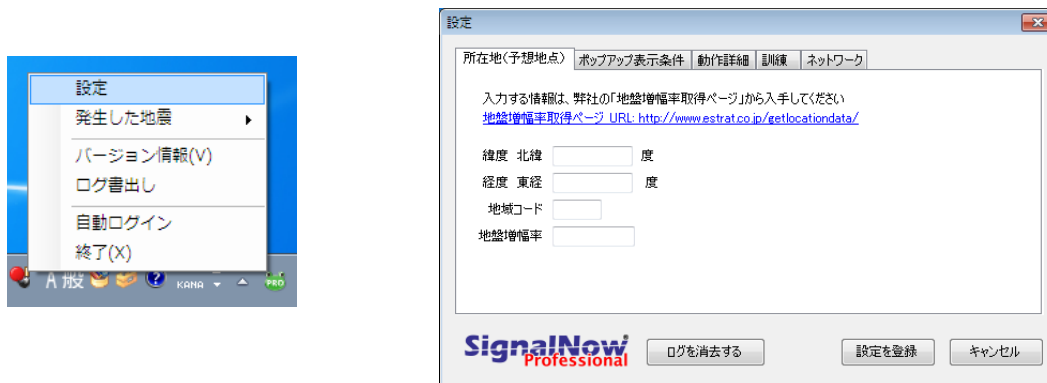 設定
発生した地震
バージョン情報(V)
ログ書出し
自動ログイン
終了(X)
A 般
KANA
PRO
設定
所在地(予想地点) ポップアップ表示条件 動作詳細 訓練 ネットワーク
入力する情報は、弊社の「地盤増幅率取得ページ」から入手してください
地盤増幅率取得ページ URL: http://www.estrat.co.jp/getlocationdata/
緯度 北緯 度
経度 東経 度
地域コード
地盤増幅率
SignalNow
Professional
ログを消去する 設定を登録 キャンセル